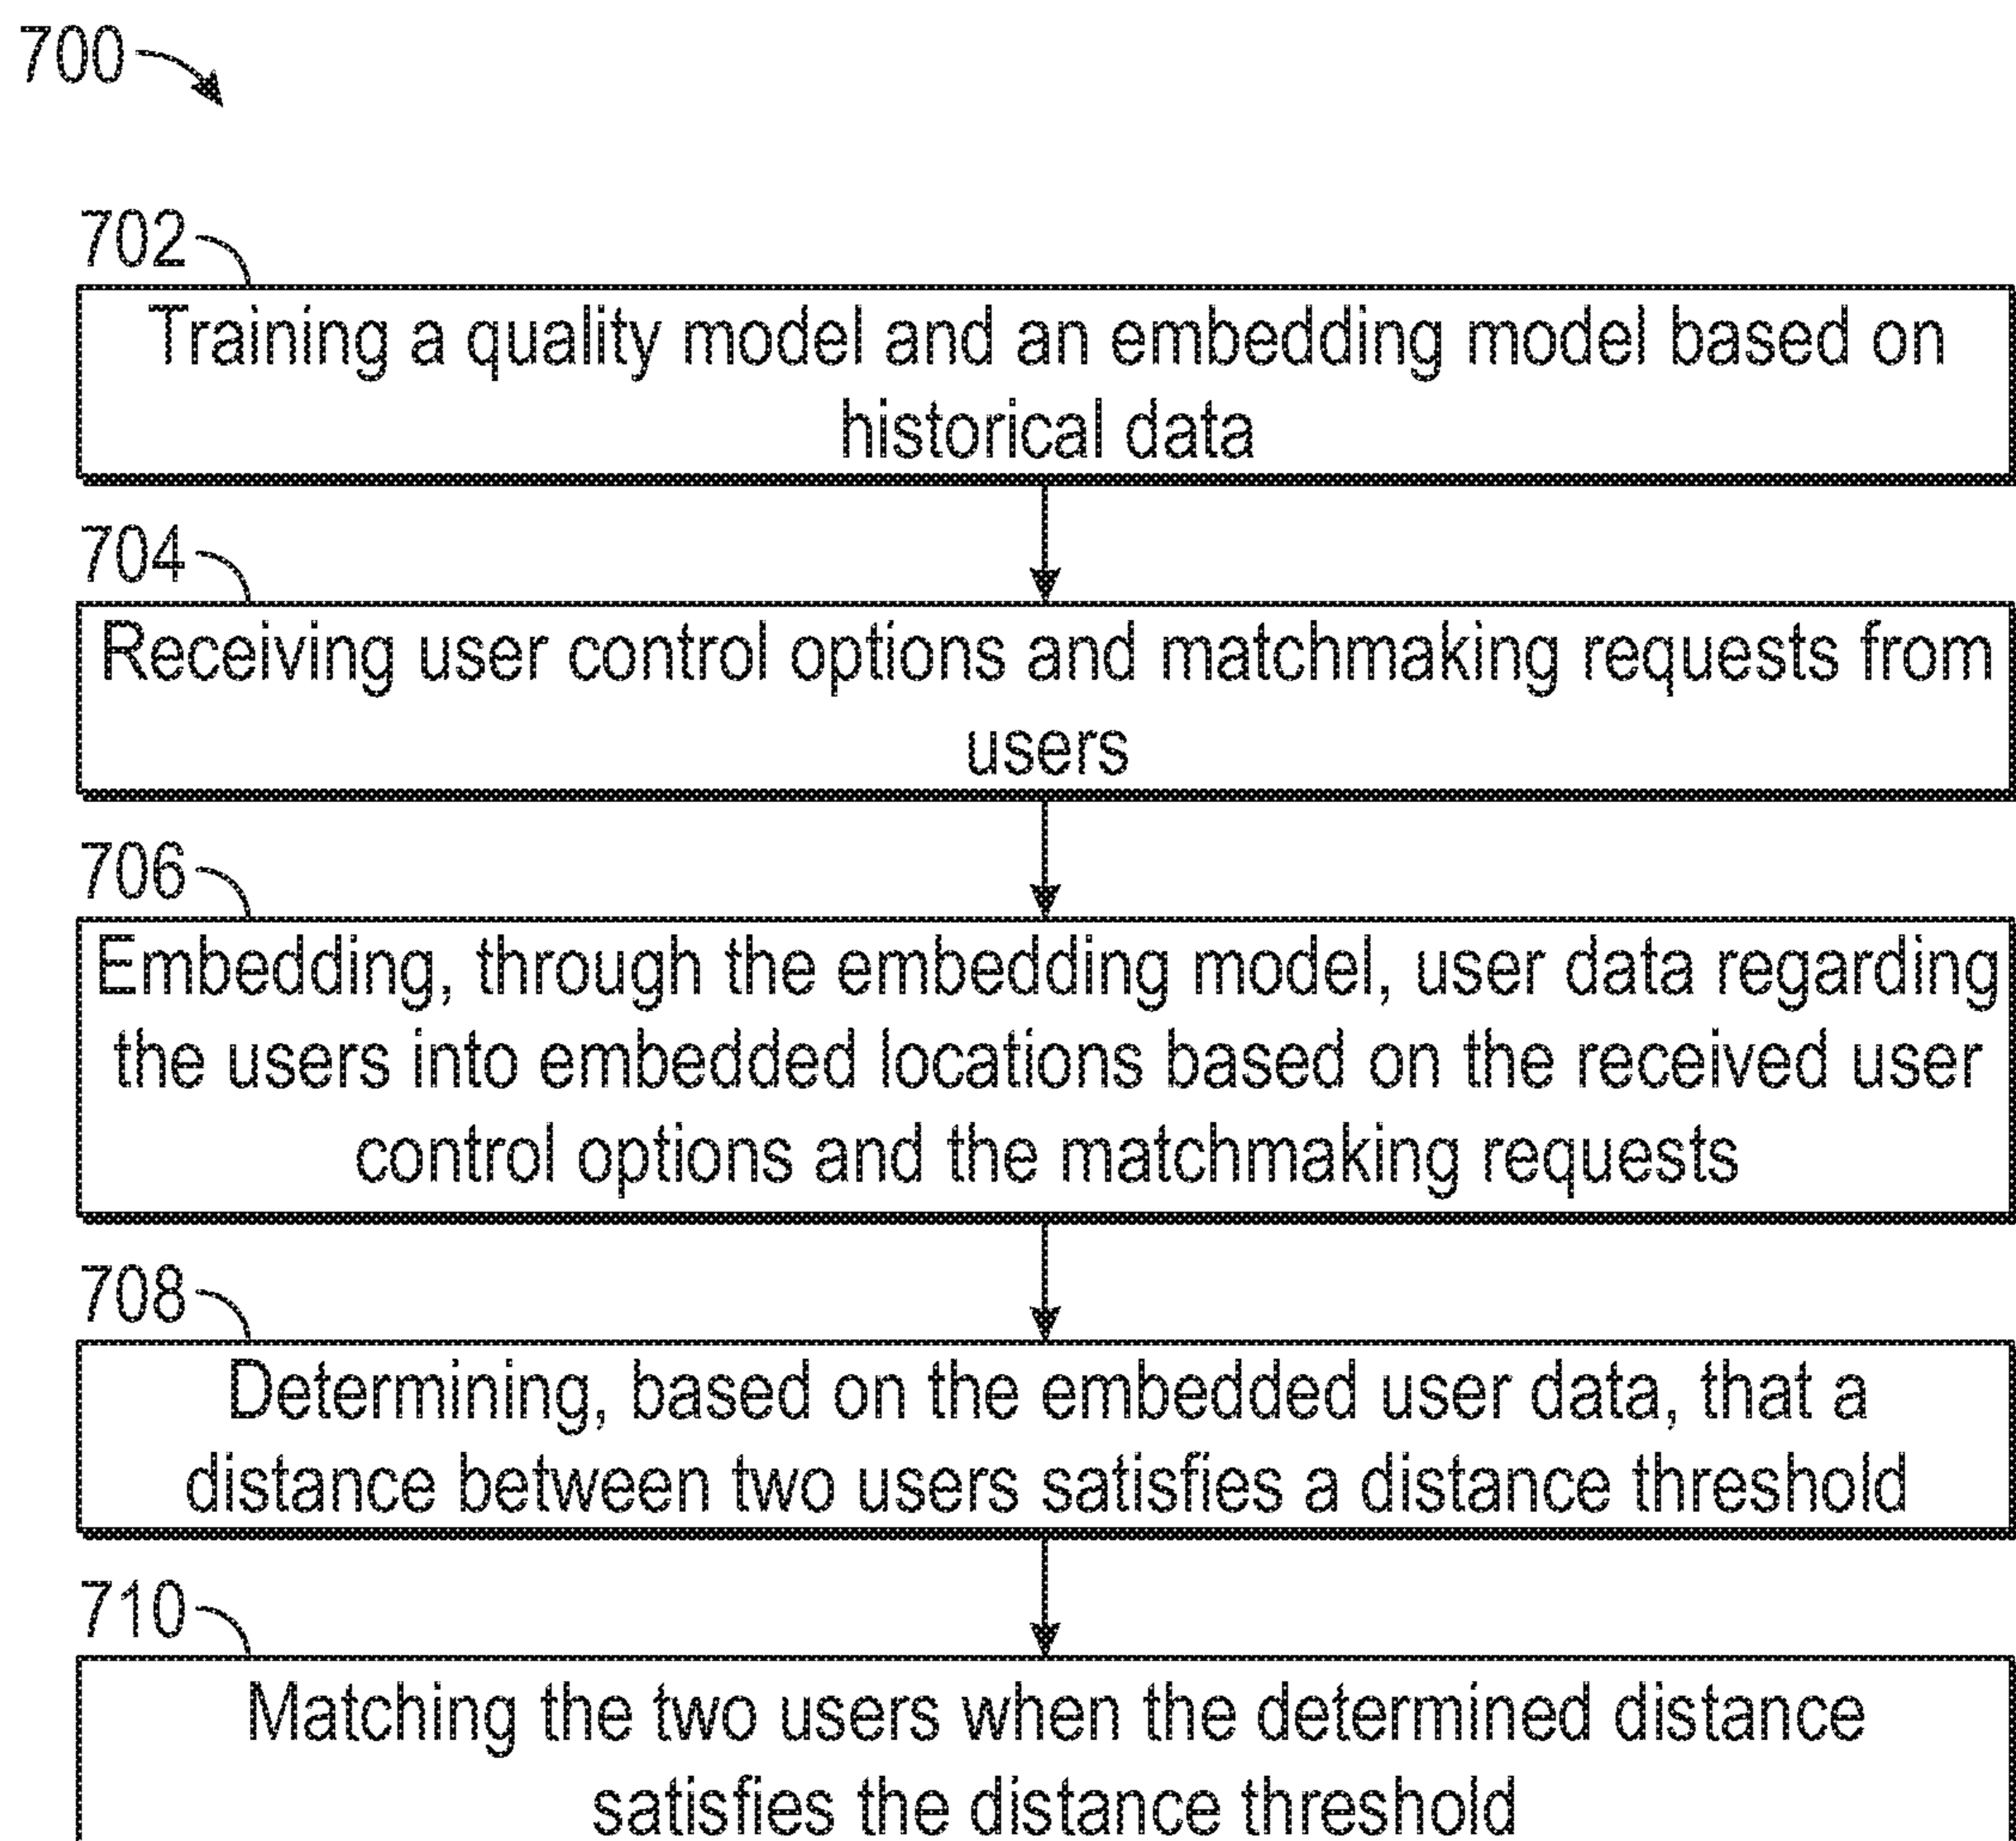 700
702
Training a quality model and an embedding model based on
historical data
704
Receiving user control options and matchmaking requests from
users
706
Embedding, through the embedding model, user data regarding
the users into embedded locations based on the received user
control options and the matchmaking requests
708
Determining, based on the embedded user data, that a
distance between two users satisfies a distance threshold
710
Matching the two users when the determined distance
satisfies the distance threshold